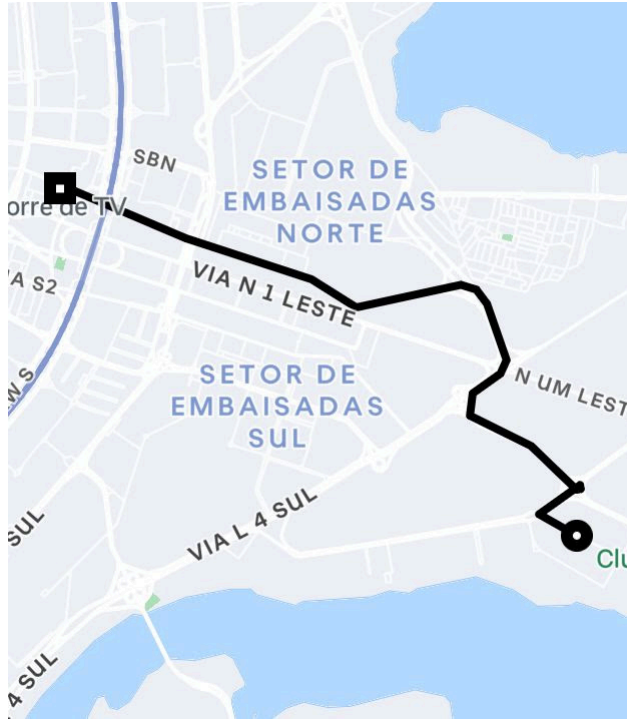 SBN
SETOR DE
EMBAISADAS
NORTE
orre de TV
VIA N 1 LESTE
/A S2
SETOR DE
EMBAISADAS
SUL
W S
N UM LEST
VIA L 4 SUL
SUL
Clu
4 SUL